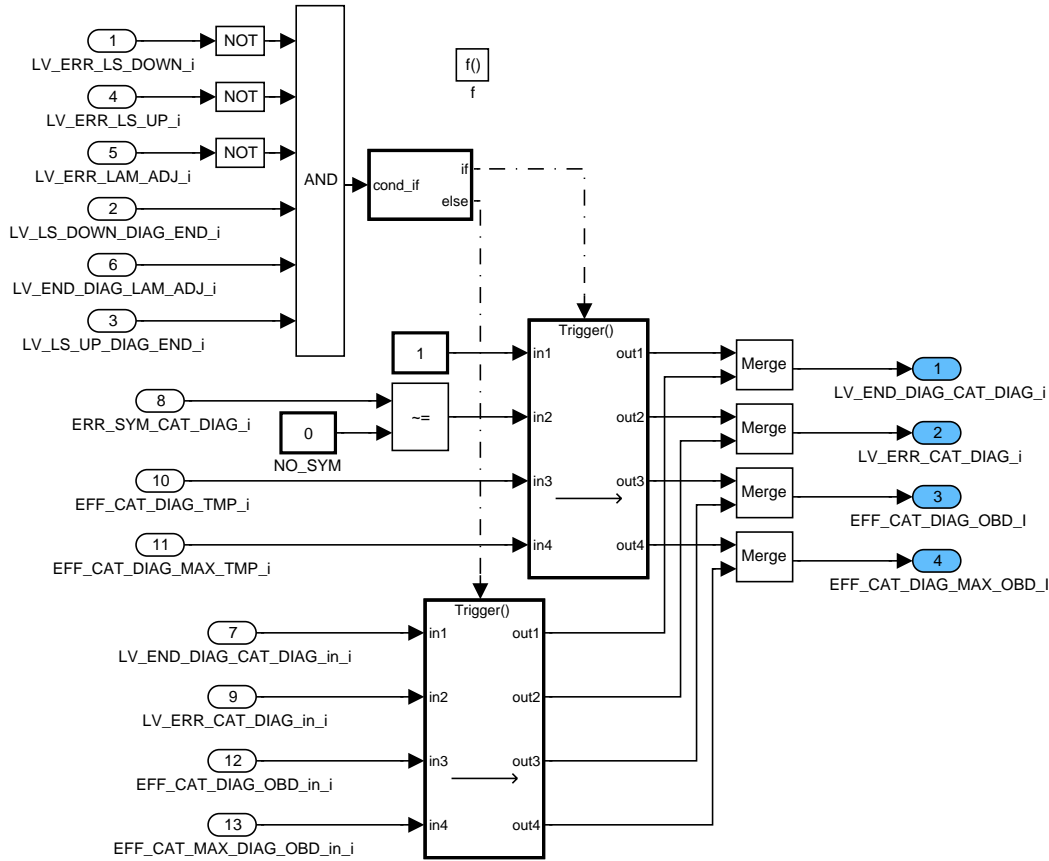 1
NOT
LV_ERR_LS_DOWN_i
4
NOT
LV_ERR_LS_UP_i
5
NOT
LV_ERR_LAM_ADJ_i
2
LV_LS_DOWN_DIAG_END_i
6
LV_END_DIAG_LAM_ADJ_i
3
LV_LS_UP_DIAG_END_i
AND
f()
f
cond_if
if
else
1
8
ERR_SYM_CAT_DIAG_i
0
NO_SYM
~=
10
EFF_CAT_DIAG_TMP_i
11
EFF_CAT_DIAG_MAX_TMP_i
Trigger()
in1
out1
in2
out2
in3
out3
in4
out4
Merge
1
LV_END_DIAG_CAT_DIAG_i
Merge
2
LV_ERR_CAT_DIAG_i
Merge
3
EFF_CAT_DIAG_OBD_I
Merge
4
EFF_CAT_DIAG_MAX_OBD_I
7
LV_END_DIAG_CAT_DIAG_in_i
9
LV_ERR_CAT_DIAG_in_i
12
EFF_CAT_DIAG_OBD_in_i
13
EFF_CAT_MAX_DIAG_OBD_in_i
Trigger()
in1
out1
in2
out2
in3
out3
in4
out4